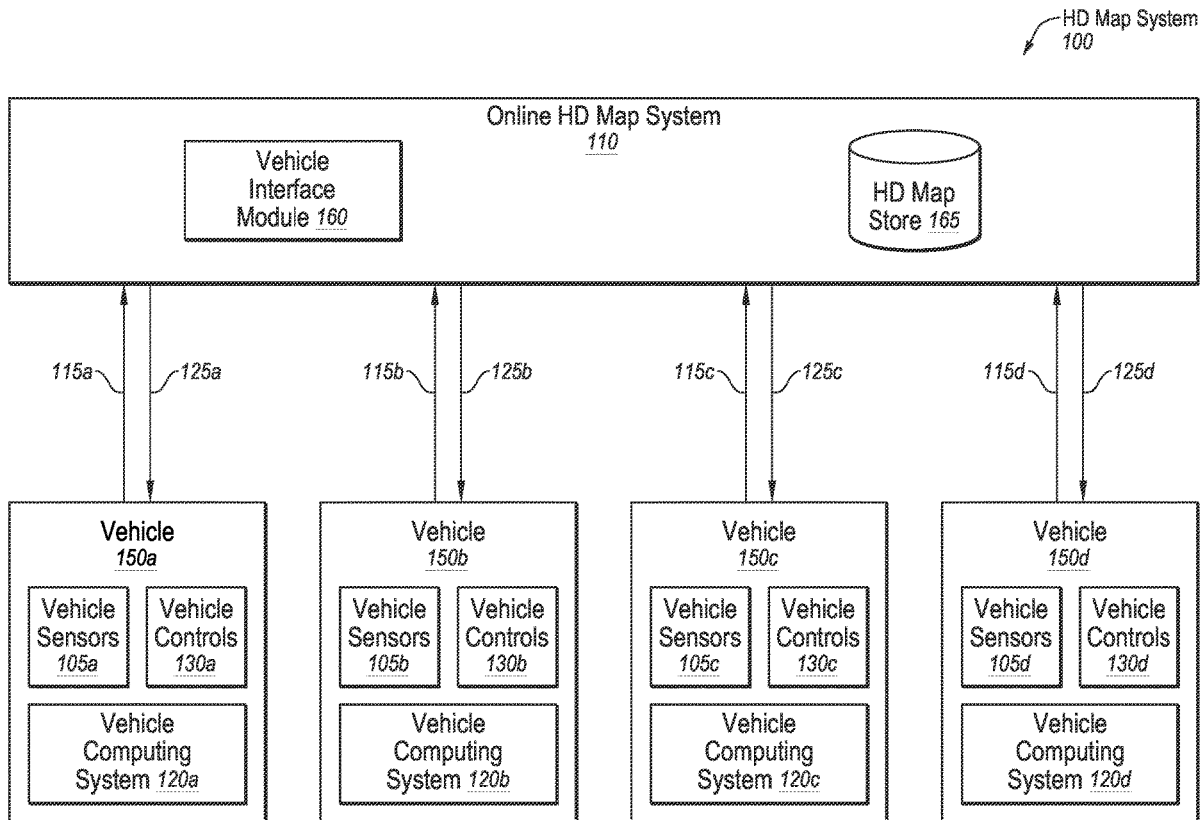 HD Map System
100
Online HD Map System
110
Vehicle
Interface
Module 160
HD Map
Store 165
115a
125a
115b
125b
115c
125c
115d
125d
Vehicle
150a
Vehicle
Sensors
105a
Vehicle
Controls
130a
Vehicle
Computing
System 120a
Vehicle
150b
Vehicle
Sensors
105b
Vehicle
Controls
130b
Vehicle
Computing
System 120b
Vehicle
150c
Vehicle
Sensors
105c
Vehicle
Controls
130c
Vehicle
Computing
System 120c
Vehicle
150d
Vehicle
Sensors
105d
Vehicle
Controls
130d
Vehicle
Computing
System 120d